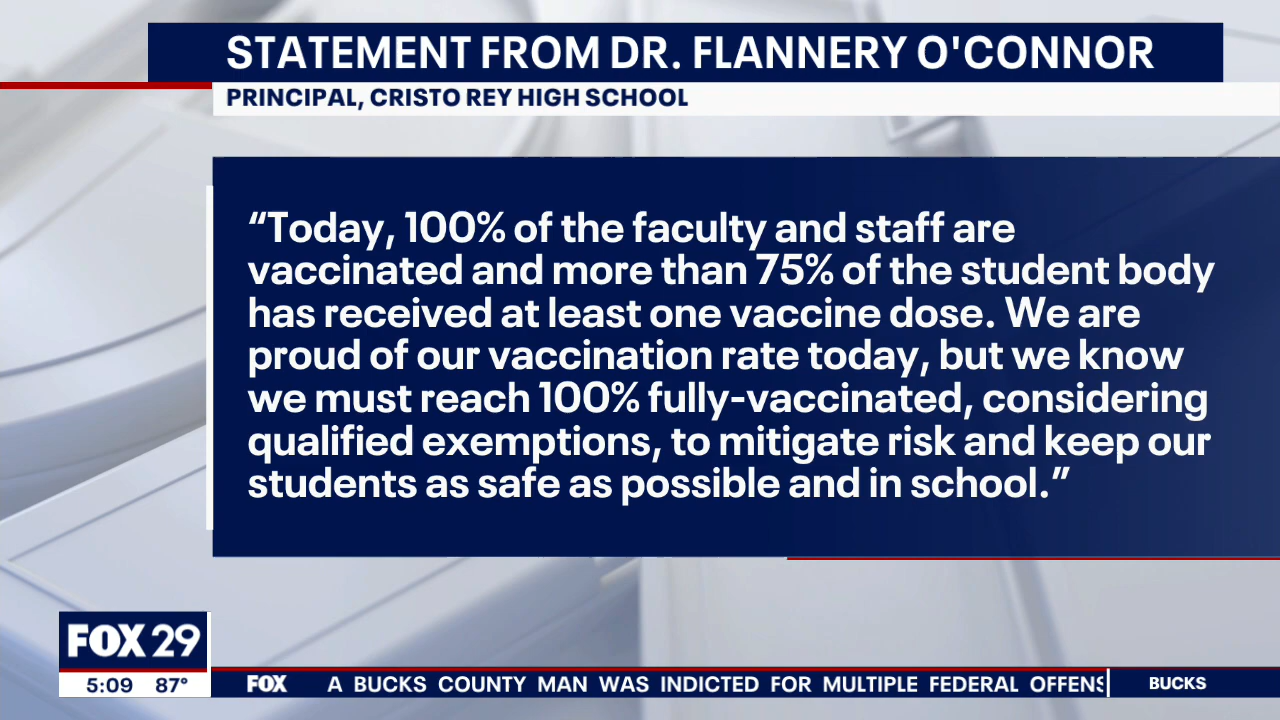 STATEMENT FROM DR. FLANNERY O'CONNOR
PRINCIPAL, CRISTO REY HIGH SCHOOL
“Today, 100% of the faculty and staff are
vaccinated and more than 75% of the student body
has received at least one vaccine dose. We are
proud of our vaccination rate today, but we know
we must reach 100% fully-vaccinated, considering
qualified exemptions, to mitigate risk and keep our
students as safe as possible and in school.”
FOX 29
5:09 87°
FOX A BUCKS COUNTY MAN WAS INDICTED FOR MULTIPLE FEDERAL OFFENS
BUCKS